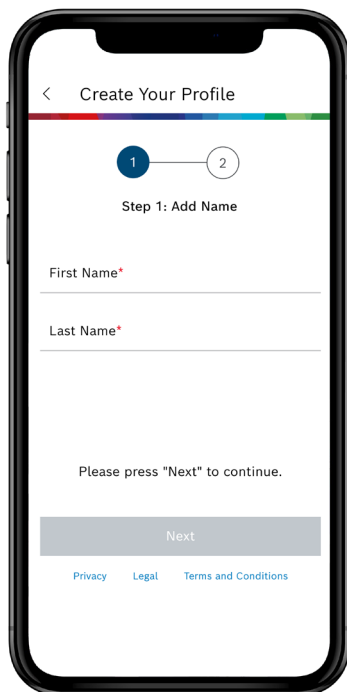 Create Your Profile
1
2
Step 1: Add Name
First Name*
Last Name*
Please press "Next" to continue.
Next
Privacy Legal Terms and Conditions